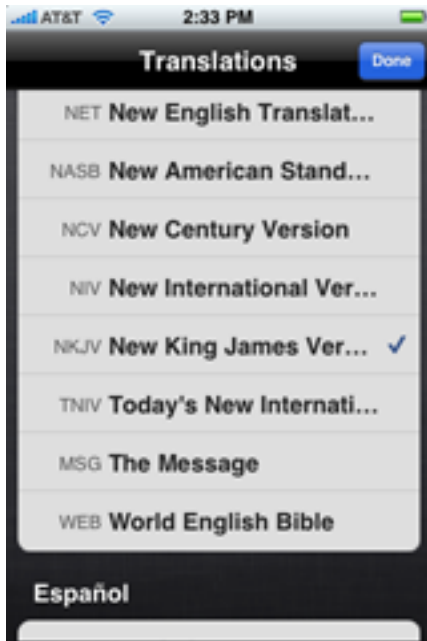 AT&T 2:33 PM
Translations Done
NET New English Translat...
NASB New American Stand...
NCV New Century Version
NIV New International Ver...
NKJV New King James Ver... ✓
TNIV Today's New Internati...
MSG The Message
WEB World English Bible
Español